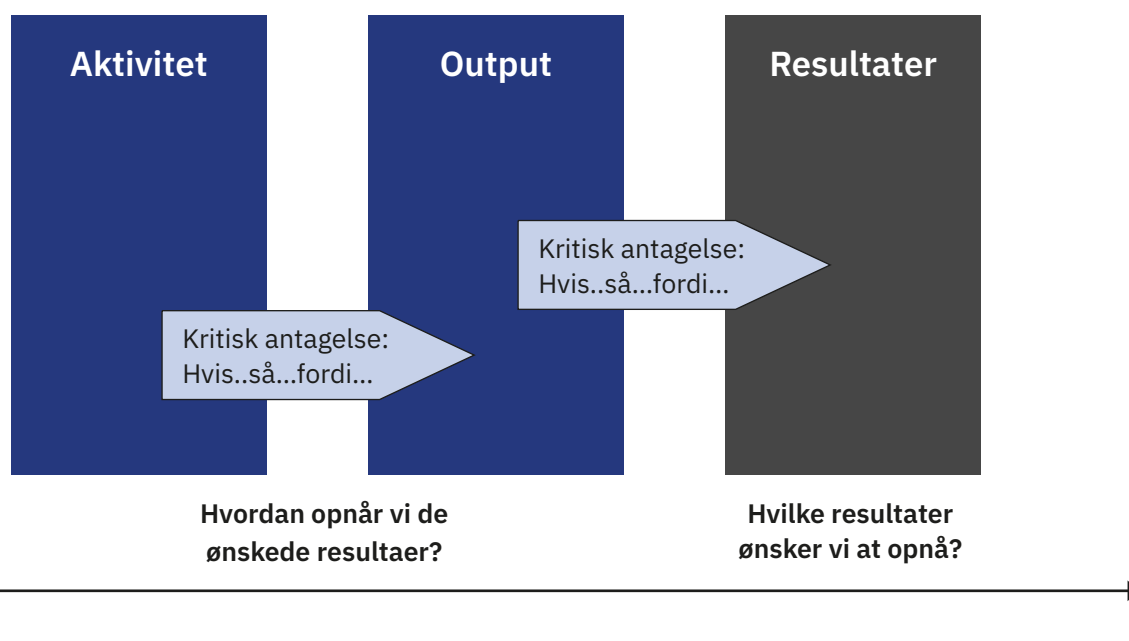 Aktivitet
Output
Resultater
Kritisk antagelse:
Hvis..så...fordi...
Kritisk antagelse:
Hvis..så...fordi...
Hvordan opnår vi de
ønskede resultaer?
Hvilke resultater
ønsker vi at opnå?